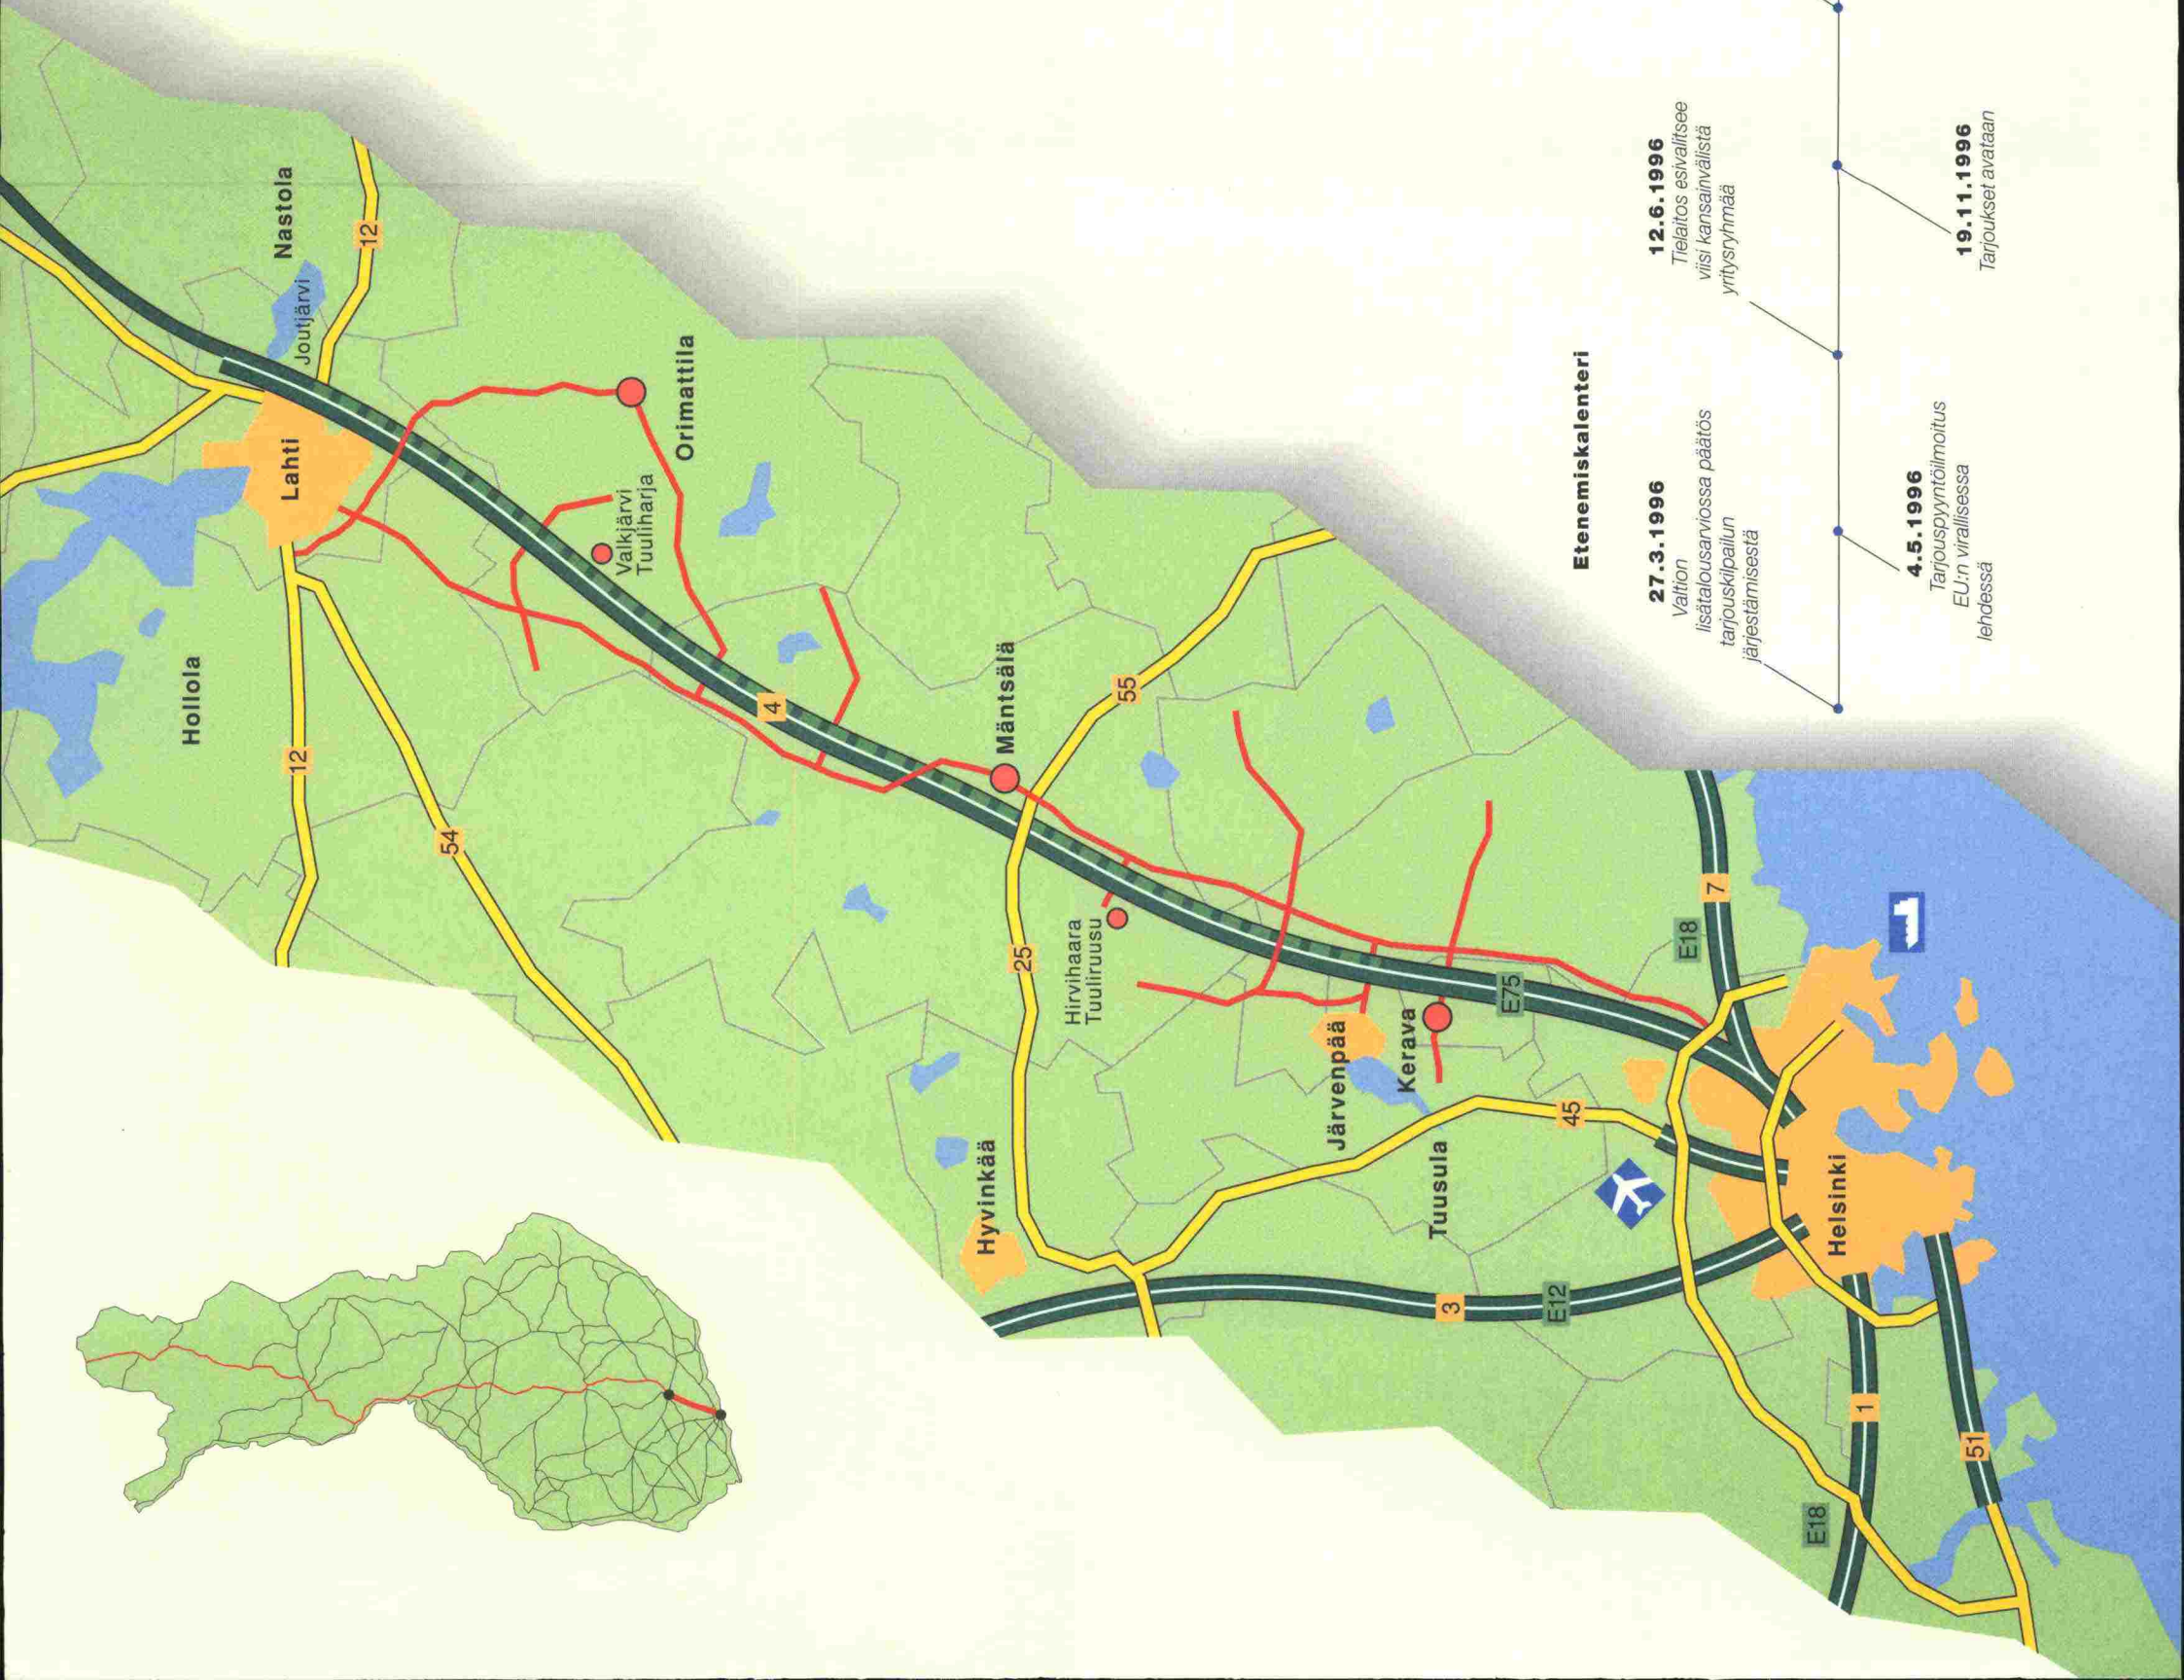 Nastola
Joutjärvi
12
Lahti
Hollola
12
54
Orimattila
Valkjärvi
Tuuliharja
4
Mäntsälä
55
25
Hirvihaara
Tuuliruusu
Hyvinkää
Järvenpää
Kerava
E75
Tuusula
45
3
E12
E18
7
Helsinki
1
E18
51
Etenemiskalenteri
27.3.1996
Valtion
lisätalousarviossa päätös
tarjouskilpailun
järjestämisestä
4.5.1996
Tarjouspyyntöilmoitus
EU:n virallisessa
lehdessä
12.6.1996
Tielaitos esivalitsee
viisi kansainvälistä
yritysryhmää
19.11.1996
Tarjoukset avataan